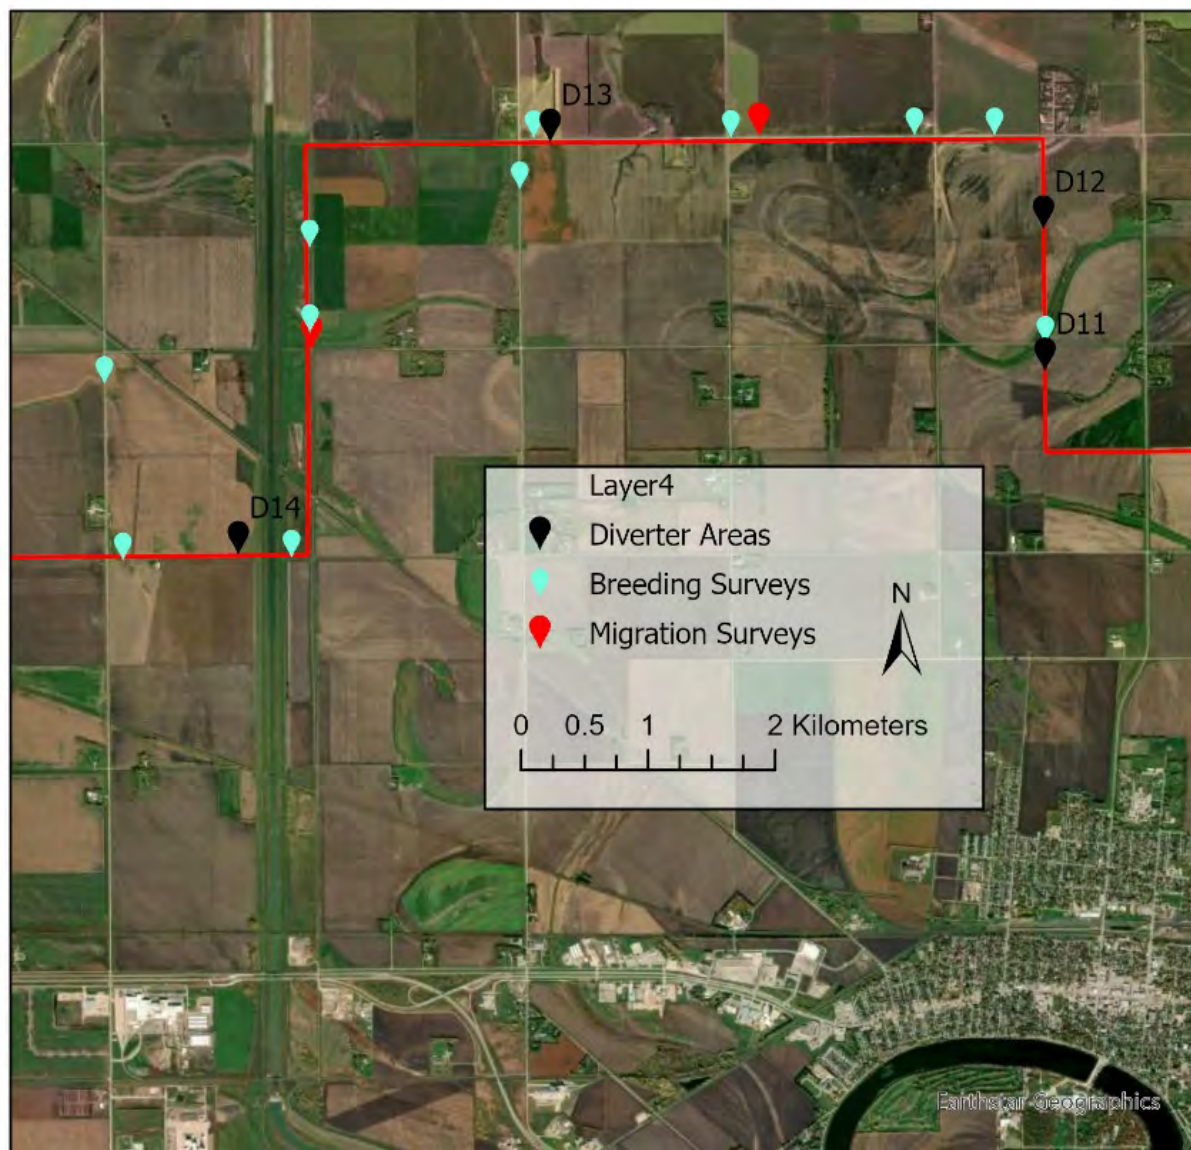 D13
D12
D11
D14
Layer4
Diverter Areas
Breeding Surveys
Migration Surveys
N
0 0.5 1 2 Kilometers
Earthstar Geographics